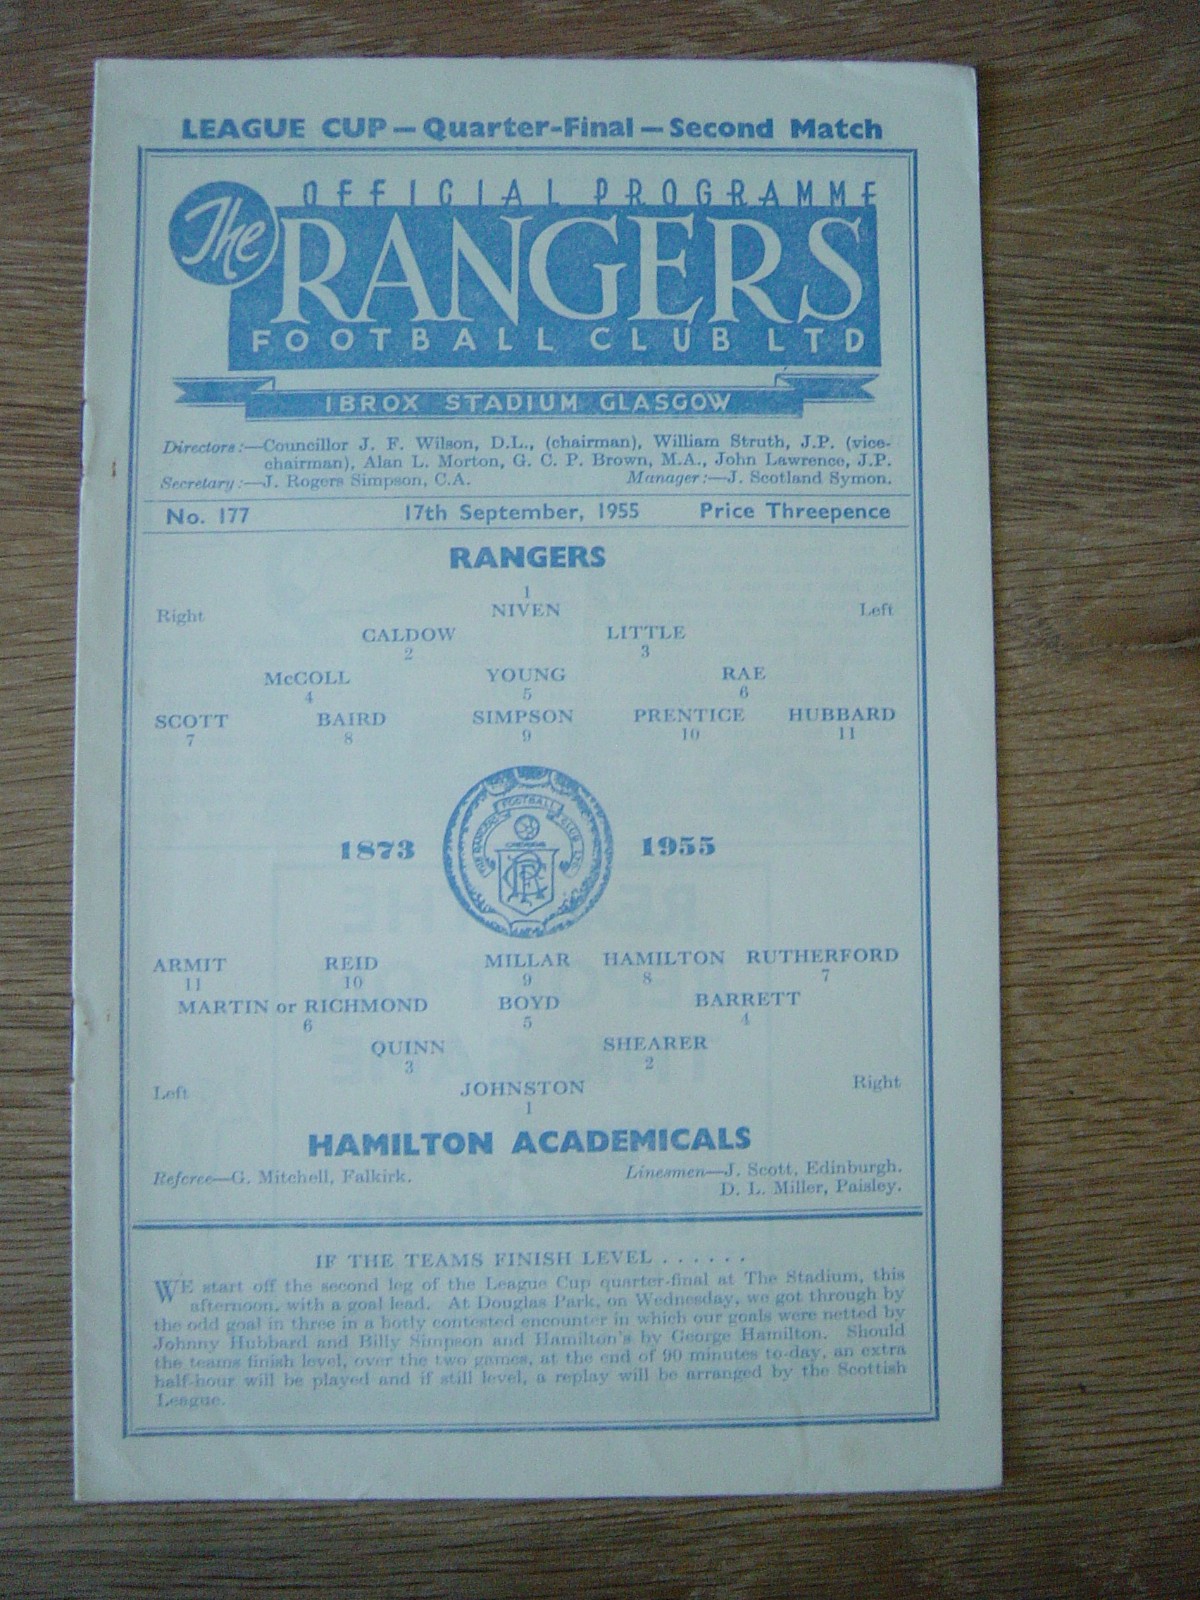 LEAGUE CUP — Quarter-Final — Second Match
OFFICIAL PROGRAMME
The RANGERS
FOOTBALL CLUB LTD
IBROX STADIUM GLASGOW
Directors:—Councillor J. F. Wilson, D.L., (chairman), William Struth, J.P. (vice-
chairman), Alan L. Morton, G. C. P. Brown, M.A., John Lawrence, J.P.
Secretary:—J. Rogers Simpson, C.A. Manager:—J. Scotland Symon.
No. 177 17th September, 1955 Price Threepence
RANGERS
1
Right NIVEN Left
CALDOW LITTLE
2 3
McCOLL YOUNG RAE
4 5 6
SCOTT BAIRD SIMPSON PRENTICE HUBBARD
7 8 9 10 11
FOOTBALL
1873 1955
ARMIT REID MILLAR HAMILTON RUTHERFORD
11 10 9 8 7
MARTIN or RICHMOND BOYD BARRETT
6 5 4
QUINN SHEARER
3 2
Left JOHNSTON Right
1
HAMILTON ACADEMICALS
Referee—G. Mitchell, Falkirk. Linesmen—J. Scott, Edinburgh.
D. L. Miller, Paisley.
IF THE TEAMS FINISH LEVEL . . . . . .
WE start off the second leg of the League Cup quarter-final at The Stadium, this
afternoon, with a goal lead. At Douglas Park, on Wednesday, we got through by
the odd goal in three in a hotly contested encounter in which our goals were netted by
Johnny Hubbard and Billy Simpson and Hamilton's by George Hamilton. Should
the teams finish level, over the two games, at the end of 90 minutes to-day, an extra
half-hour will be played and if still level, a replay will be arranged by the Scottish
League.